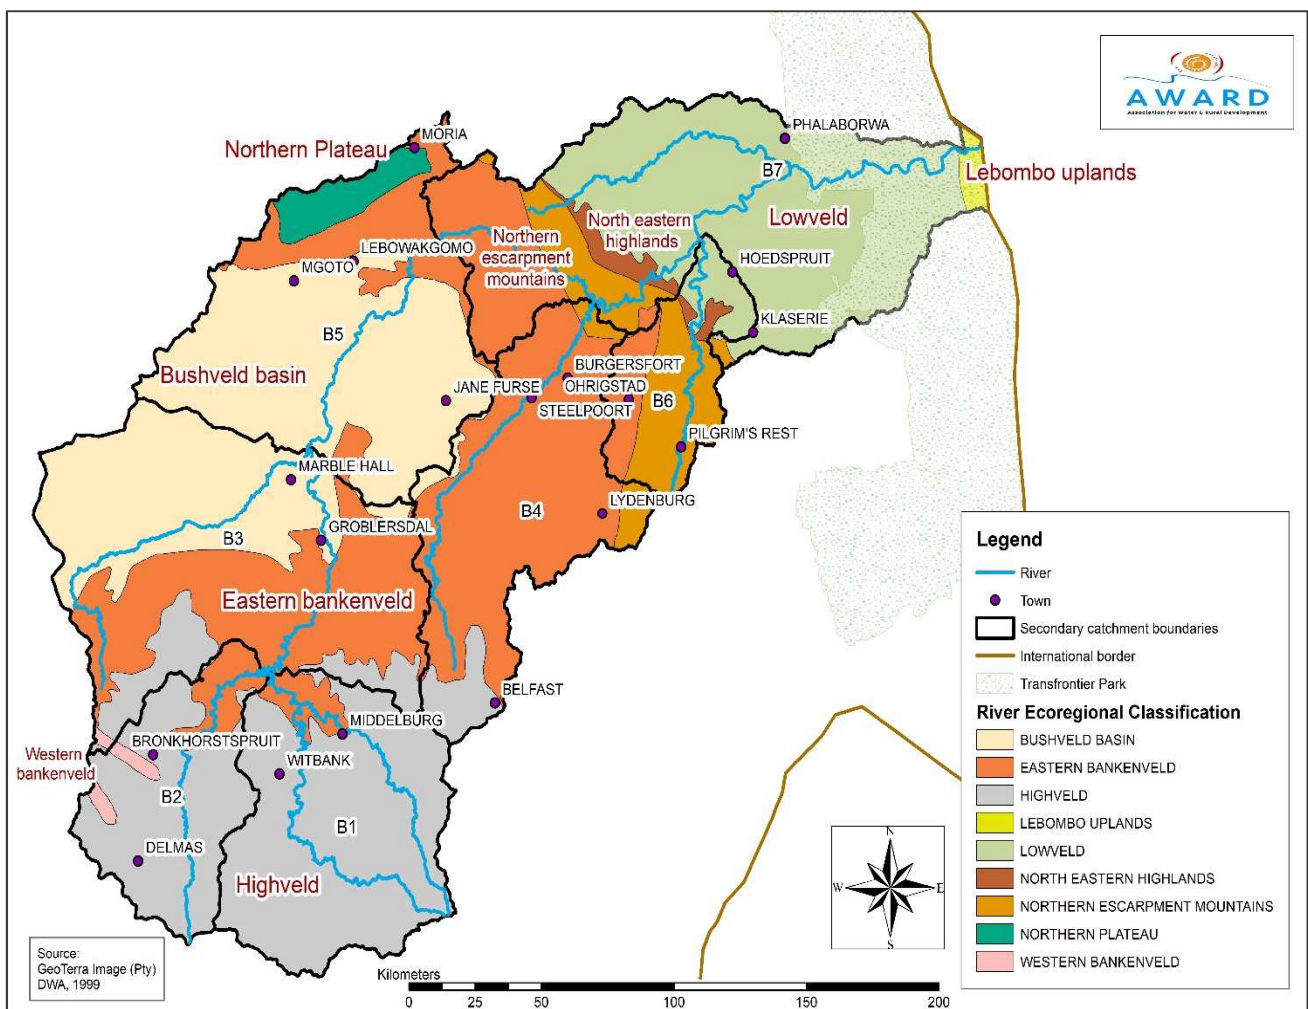 AWARD
Association for Water & Rural Development
PHALABORWA
MORIA
Northern Plateau
B7
Lebombo uplands
Lowveld
North eastern
highlands
Northern
escarpment
mountains
LEBOWAKGOMO
MGOTO
HOEDSPRUIT
KLASERIE
B5
Bushveld basin
BURGERSFORT
OHRIGSTAD
JANE FURSE
STEELPOORT
B6
PILGRIM'S REST
MARBLE HALL
LYDENBURG
B4
B3
GROBLERSDAL
Eastern bankenveld
BELFAST
MIDDELBURG
BRONKHORSTSPRUIT
Western
bankenveld
WITBANK
B2
B1
DELMAS
Highveld
Legend
River
Town
Secondary catchment boundaries
International border
Transfrontier Park
River Ecoregional Classification
BUSHVELD BASIN
EASTERN BANKENVELD
HIGHVELD
LEBOMBO UPLANDS
LOWVELD
NORTH EASTERN HIGHLANDS
NORTHERN ESCARPMENT MOUNTAINS
NORTHERN PLATEAU
WESTERN BANKENVELD
N
W E
S
Source:
GeoTerra Image (Pty)
DWA, 1999
Kilometers
0 25 50 100 150 200